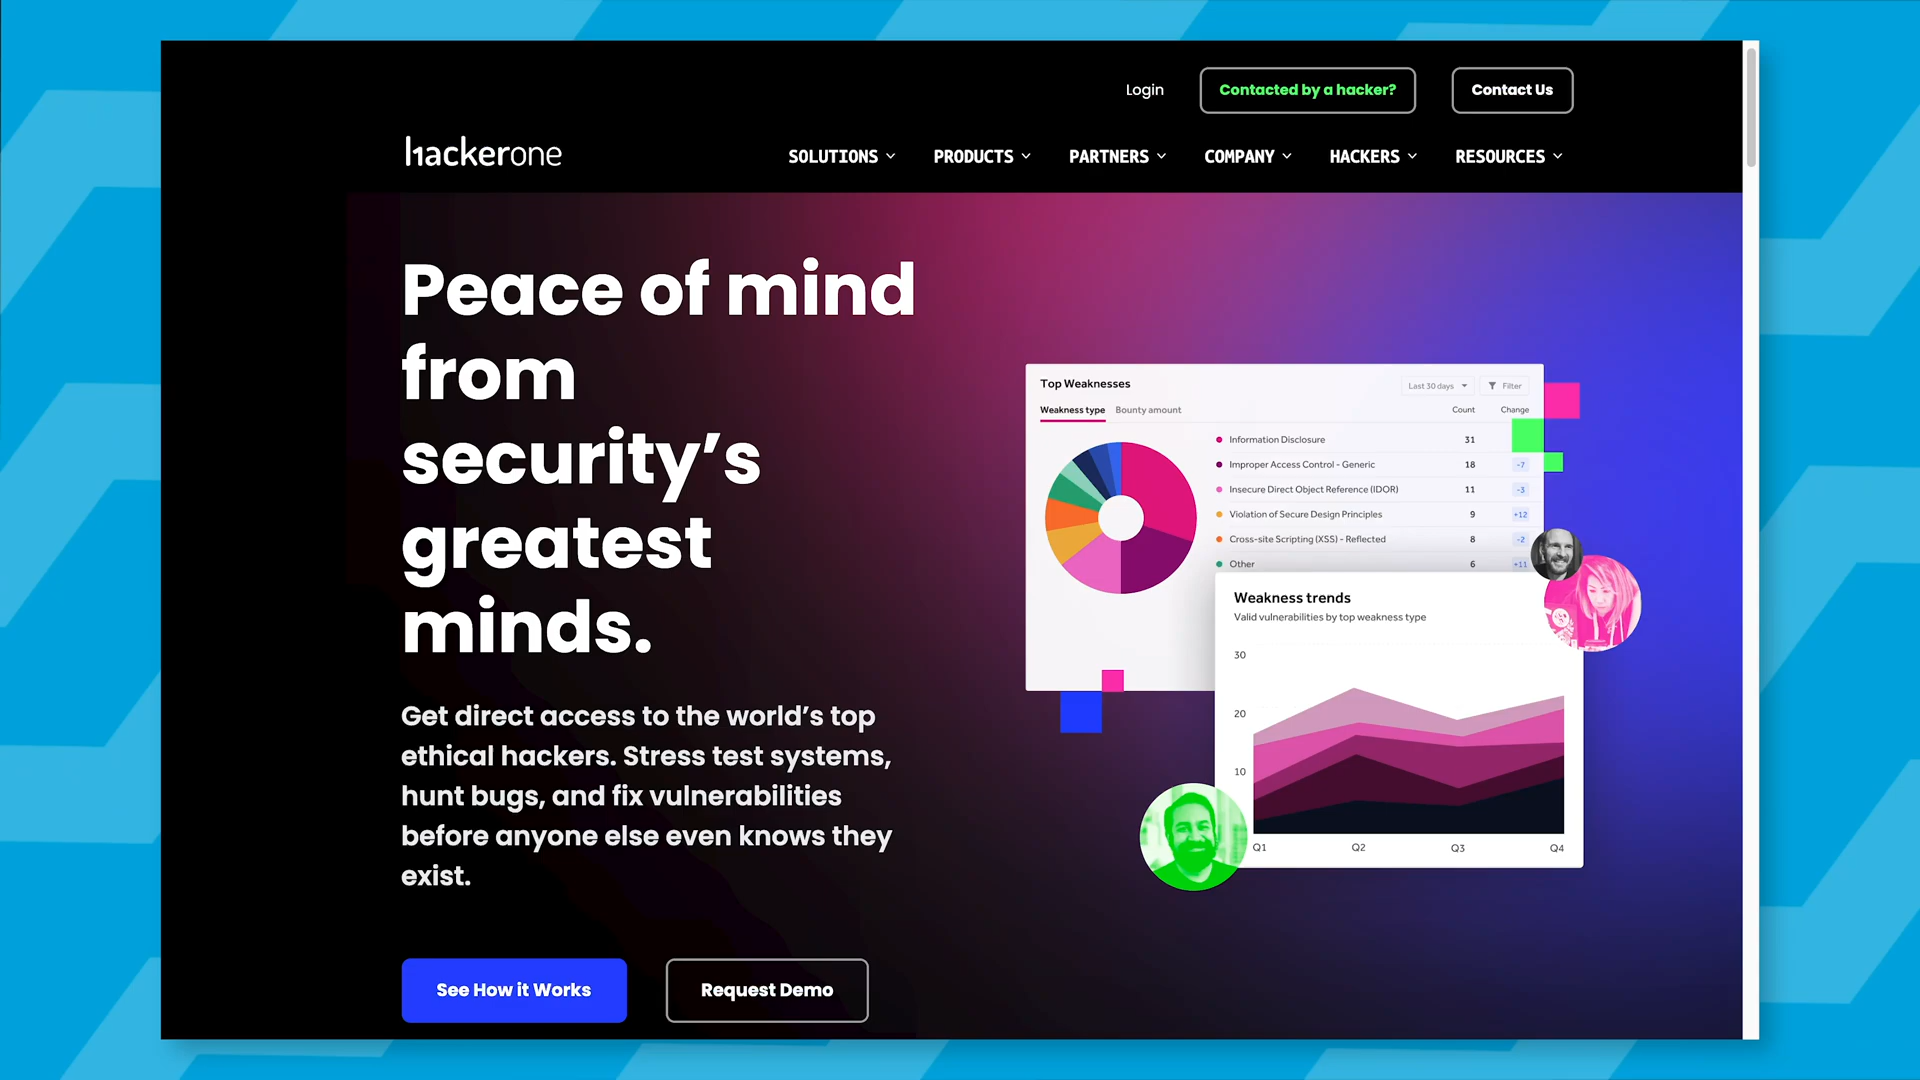 Login
Contacted by a hacker?
Contact Us
hackerone
SOLUTIONS
PRODUCTS
PARTNERS
COMPANY
HACKERS
RESOURCES
Peace of mind
from
security’s
greatest
minds.
Get direct access to the world’s top
ethical hackers. Stress test systems,
hunt bugs, and fix vulnerabilities
before anyone else even knows they
exist.
See How it Works
Request Demo
Top Weaknesses
Last 30 days
Filter
Weakness type
Bounty amount
Count
Change
Information Disclosure 31
Improper Access Control - Generic 18 -7
Insecure Direct Object Reference (IDOR) 11 -3
Violation of Secure Design Principles 9 +12
Cross-site Scripting (XSS) - Reflected 8 -2
Other 6 +11
Weakness trends
Valid vulnerabilities by top weakness type
30
20
10
Q1 Q2 Q3 Q4